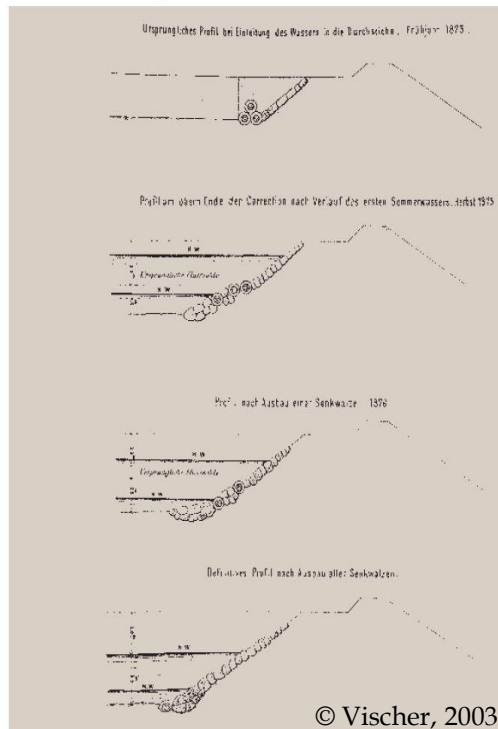 Ursprüngliches Profil bei Einleitung des Wassers in die Durchstiche, Frühjahr 1875.
Profil am obern Ende der Correction nach Verlauf des ersten Sommerwassers. Herbst 1875
H.W.
Ursprüngliche Flussohle
N.W.
Profil nach Ausbau einer Senkwalze 1876
H.W.
Ursprüngliche Flussohle
N.W.
Definitives Profil nach Ausbau aller Senkwalzen.
H.W.
N.W.
© Vischer, 2003